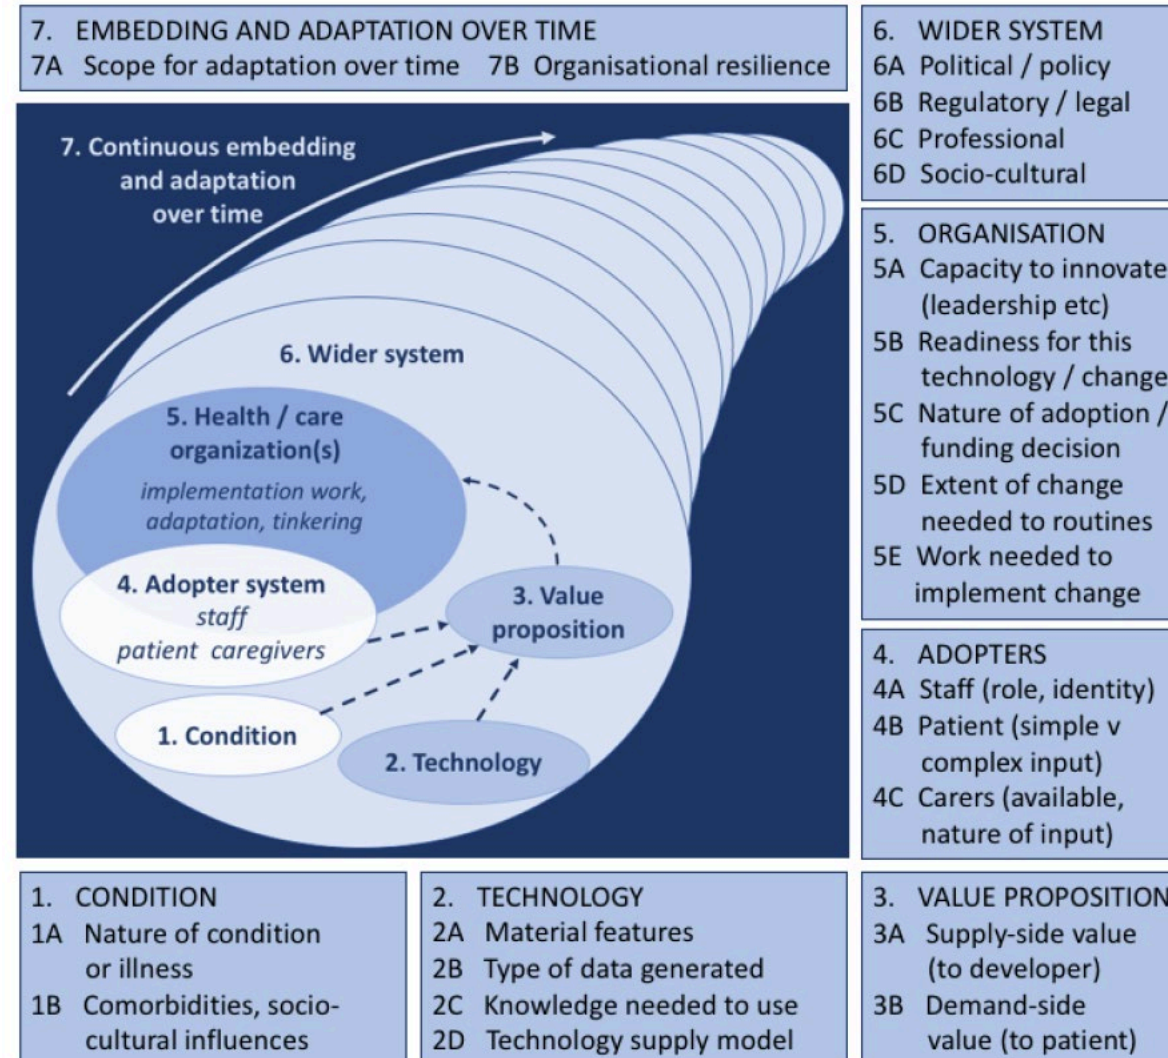 7. EMBEDDING AND ADAPTATION OVER TIME
7A Scope for adaptation over time 7B Organisational resilience
7. Continuous embedding
and adaptation
over time
6. Wider system
5. Health / care
organization(s)
implementation work,
adaptation, tinkering
4. Adopter system
staff
patient caregivers
3. Value
proposition
1. Condition
2. Technology
6. WIDER SYSTEM
6A Political / policy
6B Regulatory / legal
6C Professional
6D Socio-cultural
5. ORGANISATION
5A Capacity to innovate
(leadership etc)
5B Readiness for this
technology / change
5C Nature of adoption /
funding decision
5D Extent of change
needed to routines
5E Work needed to
implement change
4. ADOPTERS
4A Staff (role, identity)
4B Patient (simple v
complex input)
4C Carers (available,
nature of input)
1. CONDITION
1A Nature of condition
or illness
1B Comorbidities, socio-
cultural influences
2. TECHNOLOGY
2A Material features
2B Type of data generated
2C Knowledge needed to use
2D Technology supply model
3. VALUE PROPOSITION
3A Supply-side value
(to developer)
3B Demand-side
value (to patient)